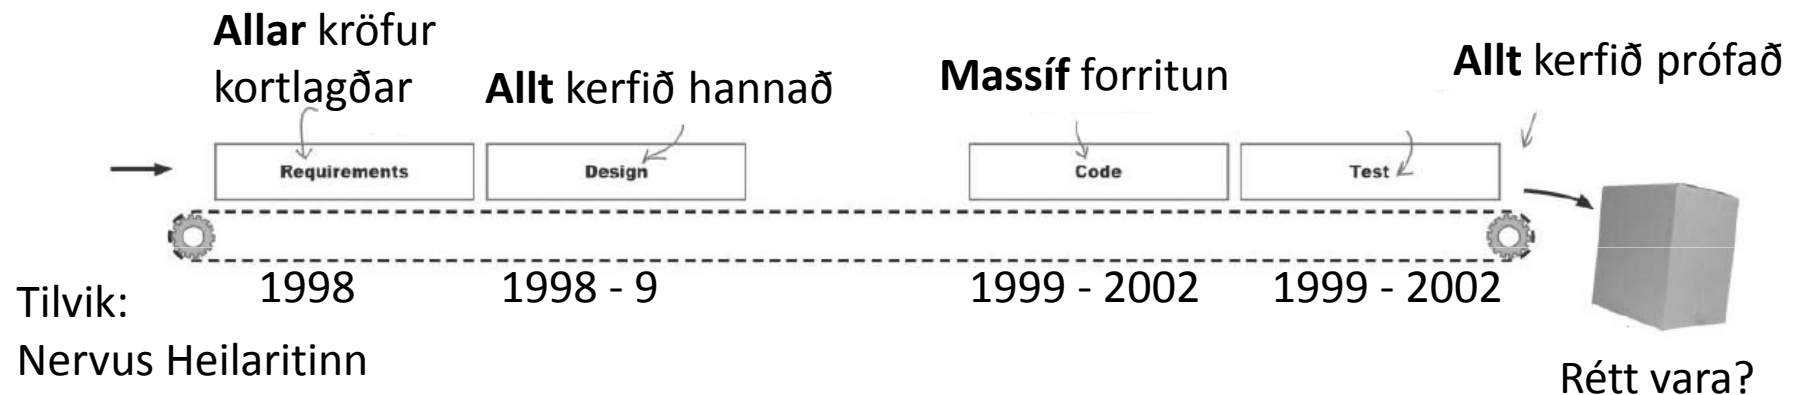 Allar kröfur
kortlagðar
Allt kerfið hannað
Massíf forritun
Allt kerfið prófað
Requirements
Design
Code
Test
1998
1998 - 9
1999 - 2002
1999 - 2002
Tilvik:
Nervus Heilaritinn
Rétt vara?